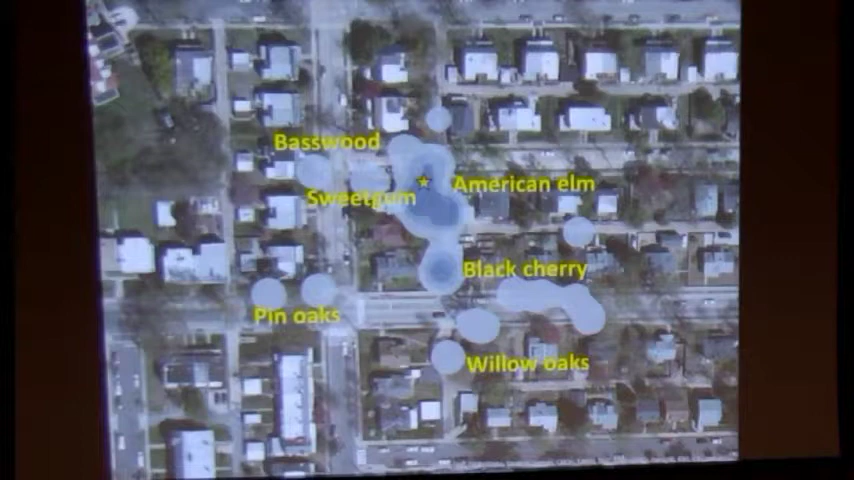 Basswood
American elm
Sweetgum
Black cherry
Pin oaks
Willow oaks